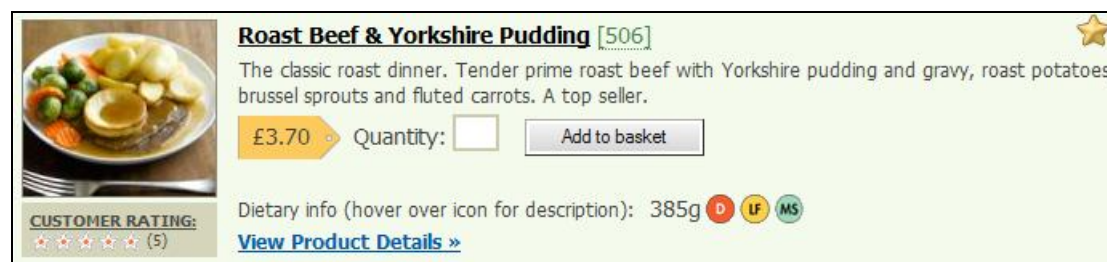 Roast Beef & Yorkshire Pudding [506]
The classic roast dinner. Tender prime roast beef with Yorkshire pudding and gravy, roast potatoes
brussel sprouts and fluted carrots. A top seller.
£3.70 Quantity: Add to basket
Dietary info (hover over icon for description): 385g D LF MS
CUSTOMER RATING:
(5)
View Product Details »